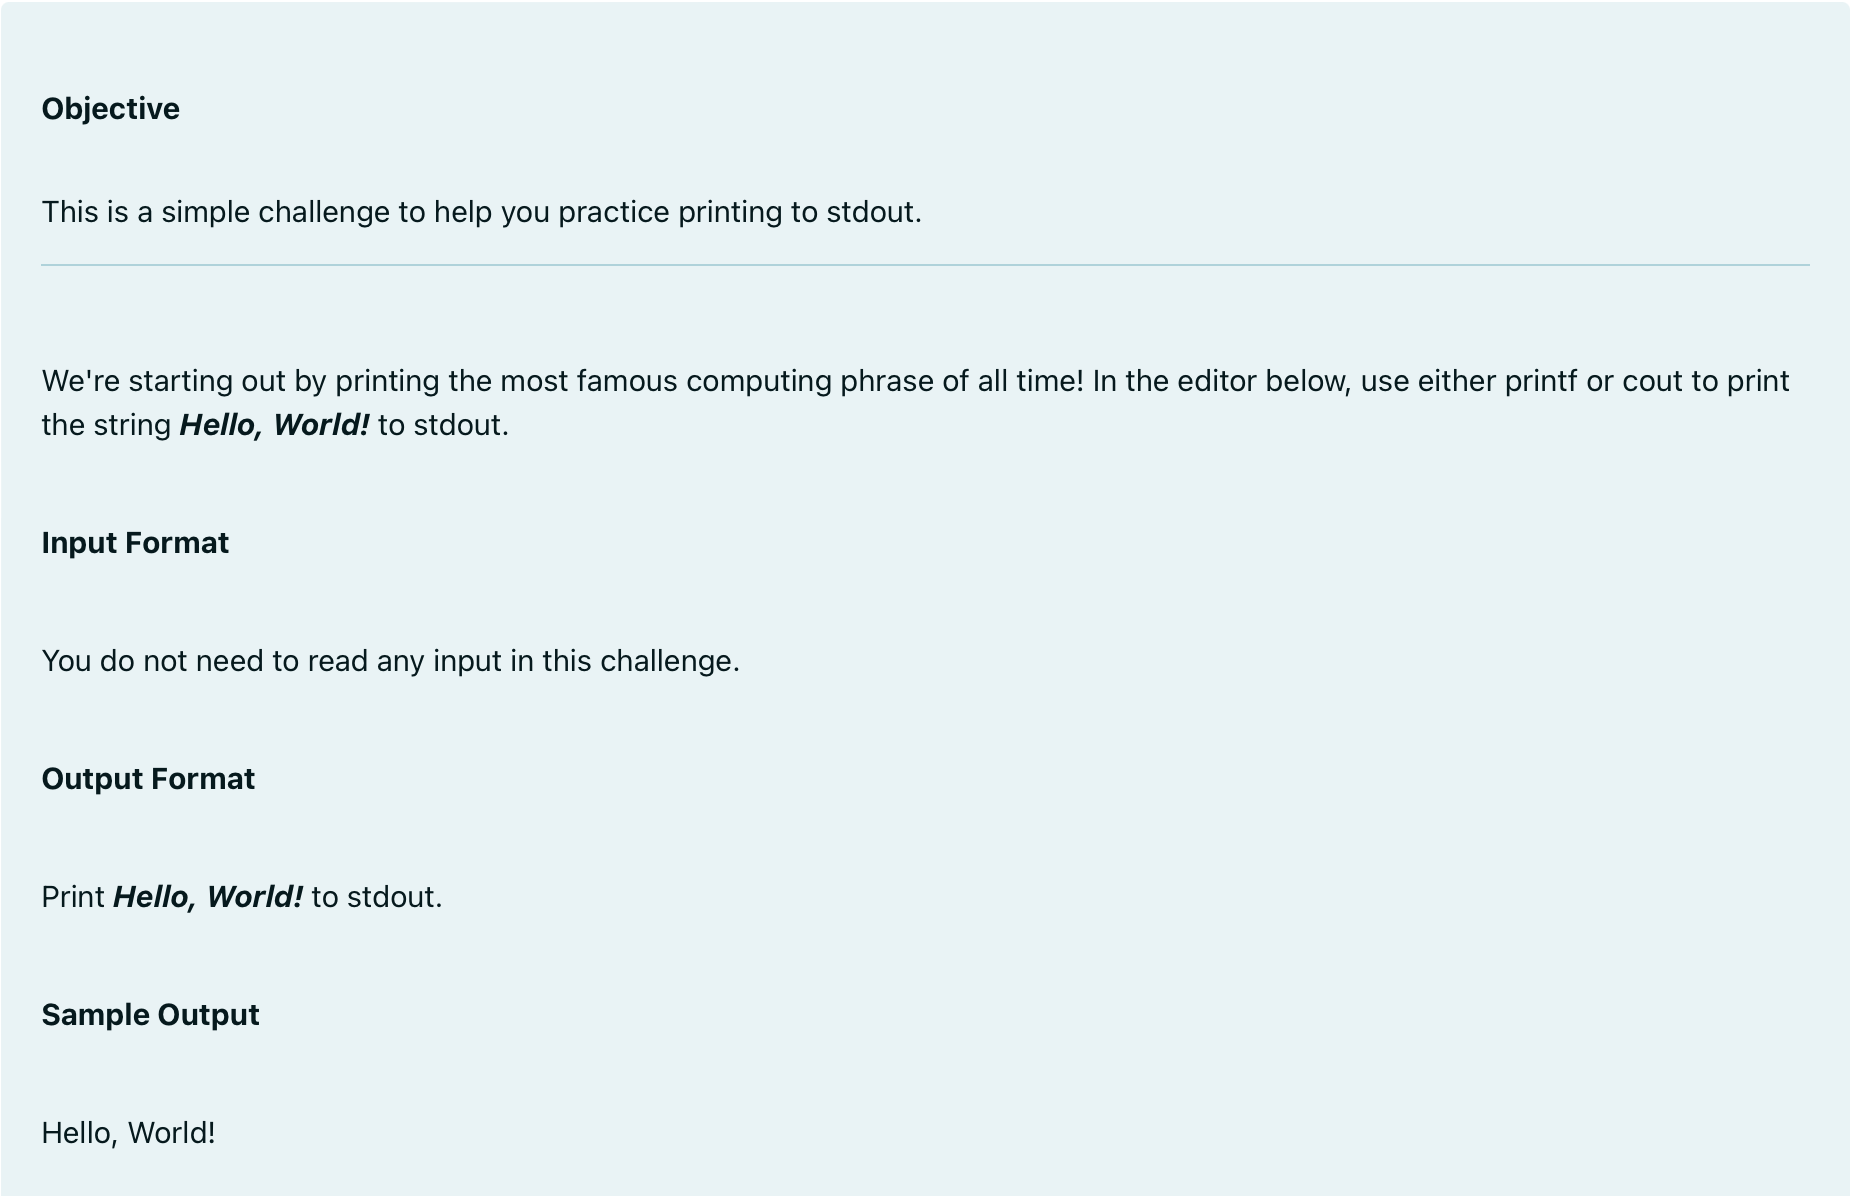 Objective
This is a simple challenge to help you practice printing to stdout.
We're starting out by printing the most famous computing phrase of all time! In the editor below, use either printf or cout to print
the string Hello, World! to stdout.
Input Format
You do not need to read any input in this challenge.
Output Format
Print Hello, World! to stdout.
Sample Output
Hello, World!